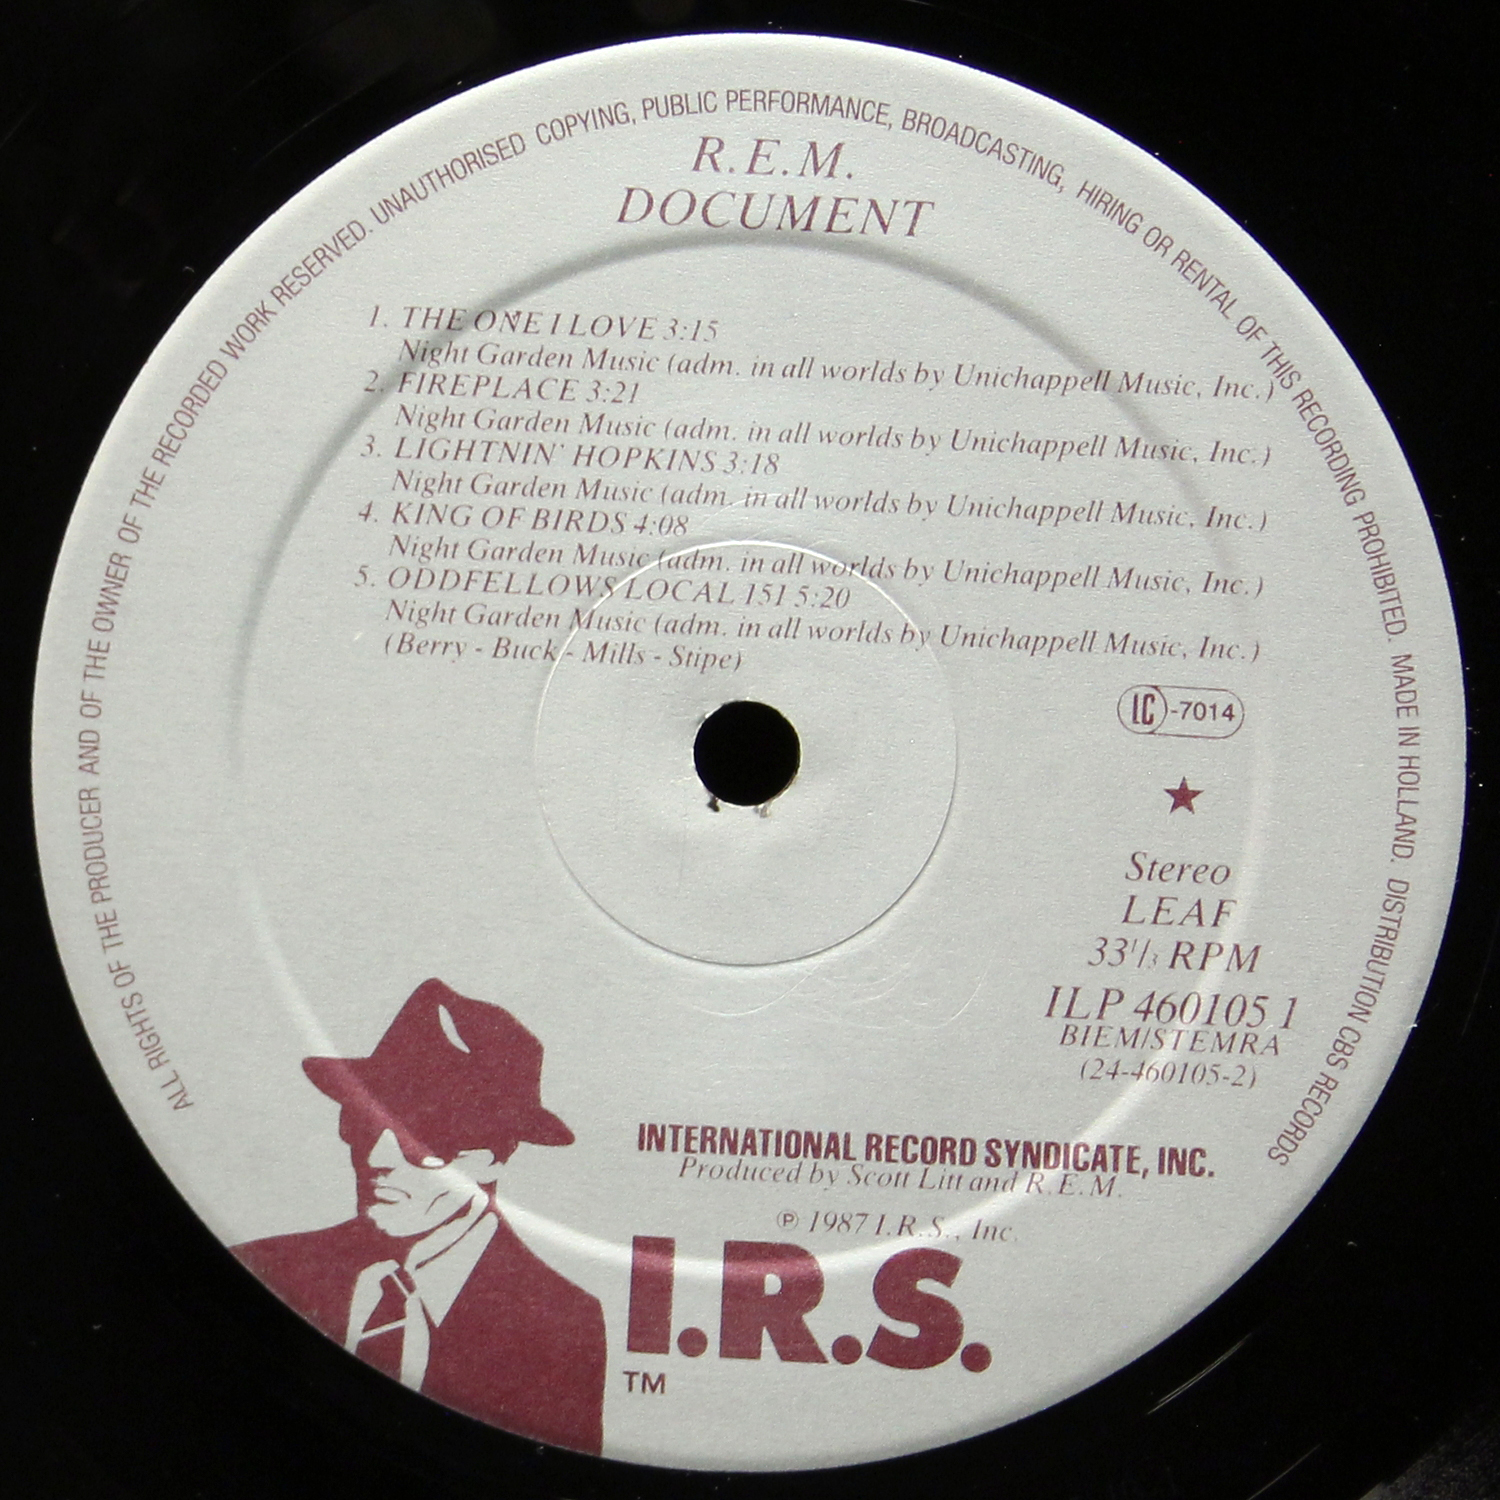 ALL RIGHTS OF THE PRODUCER AND OF THE OWNER OF THE RECORDED WORK RESERVED. UNAUTHORISED COPYING, PUBLIC PERFORMANCE, BROADCASTING, HIRING OR RENTAL OF THIS RECORDING PROHIBITED. MADE IN HOLLAND. DISTRIBUTION CBS RECORDS
R.E.M.
DOCUMENT
1. THE ONE I LOVE 3:15
Night Garden Music (adm. in all worlds by Unichappell Music, Inc.)
2. FIREPLACE 3:21
Night Garden Music (adm. in all worlds by Unichappell Music, Inc.)
3. LIGHTNIN' HOPKINS 3:18
Night Garden Music (adm. in all worlds by Unichappell Music, Inc.)
4. KING OF BIRDS 4:08
Night Garden Music (adm. in all worlds by Unichappell Music, Inc.)
5. ODDFELLOWS LOCAL 151 5:20
Night Garden Music (adm. in all worlds by Unichappell Music, Inc.)
(Berry - Buck - Mills - Stipe)
LC-7014
Stereo
LEAF
33 1/3 RPM
ILP 460105 1
BIEM/STEMRA
(24-460105-2)
INTERNATIONAL RECORD SYNDICATE, INC.
Produced by Scott Litt and R.E.M.
℗ 1987 I.R.S., Inc.
I.R.S.
TM